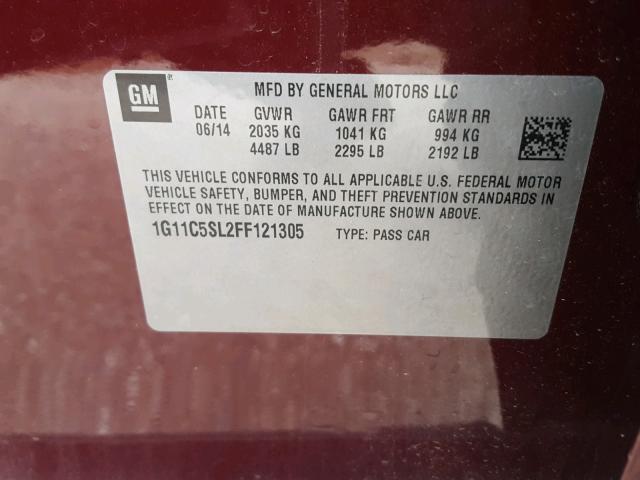 GM
MFD BY GENERAL MOTORS LLC
DATE GVWR GAWR FRT GAWR RR
06/14 2035 KG 1041 KG 994 KG
4487 LB 2295 LB 2192 LB
THIS VEHICLE CONFORMS TO ALL APPLICABLE U.S. FEDERAL MOTOR
VEHICLE SAFETY, BUMPER, AND THEFT PREVENTION STANDARDS IN
EFFECT ON THE DATE OF MANUFACTURE SHOWN ABOVE.
1G11C5SL2FF121305 TYPE: PASS CAR